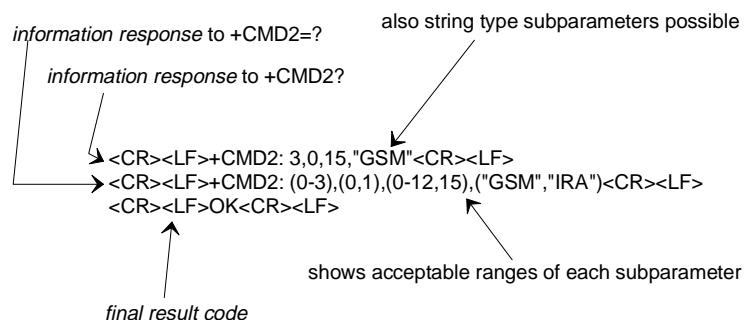 also string type subparameters possible
information response to +CMD2=?
information response to +CMD2?
<CR><LF>+CMD2: 3,0,15,"GSM"<CR><LF>
<CR><LF>+CMD2: (0-3),(0,1),(0-12,15),("GSM","IRA")<CR><LF>
<CR><LF>OK<CR><LF>
shows acceptable ranges of each subparameter
final result code